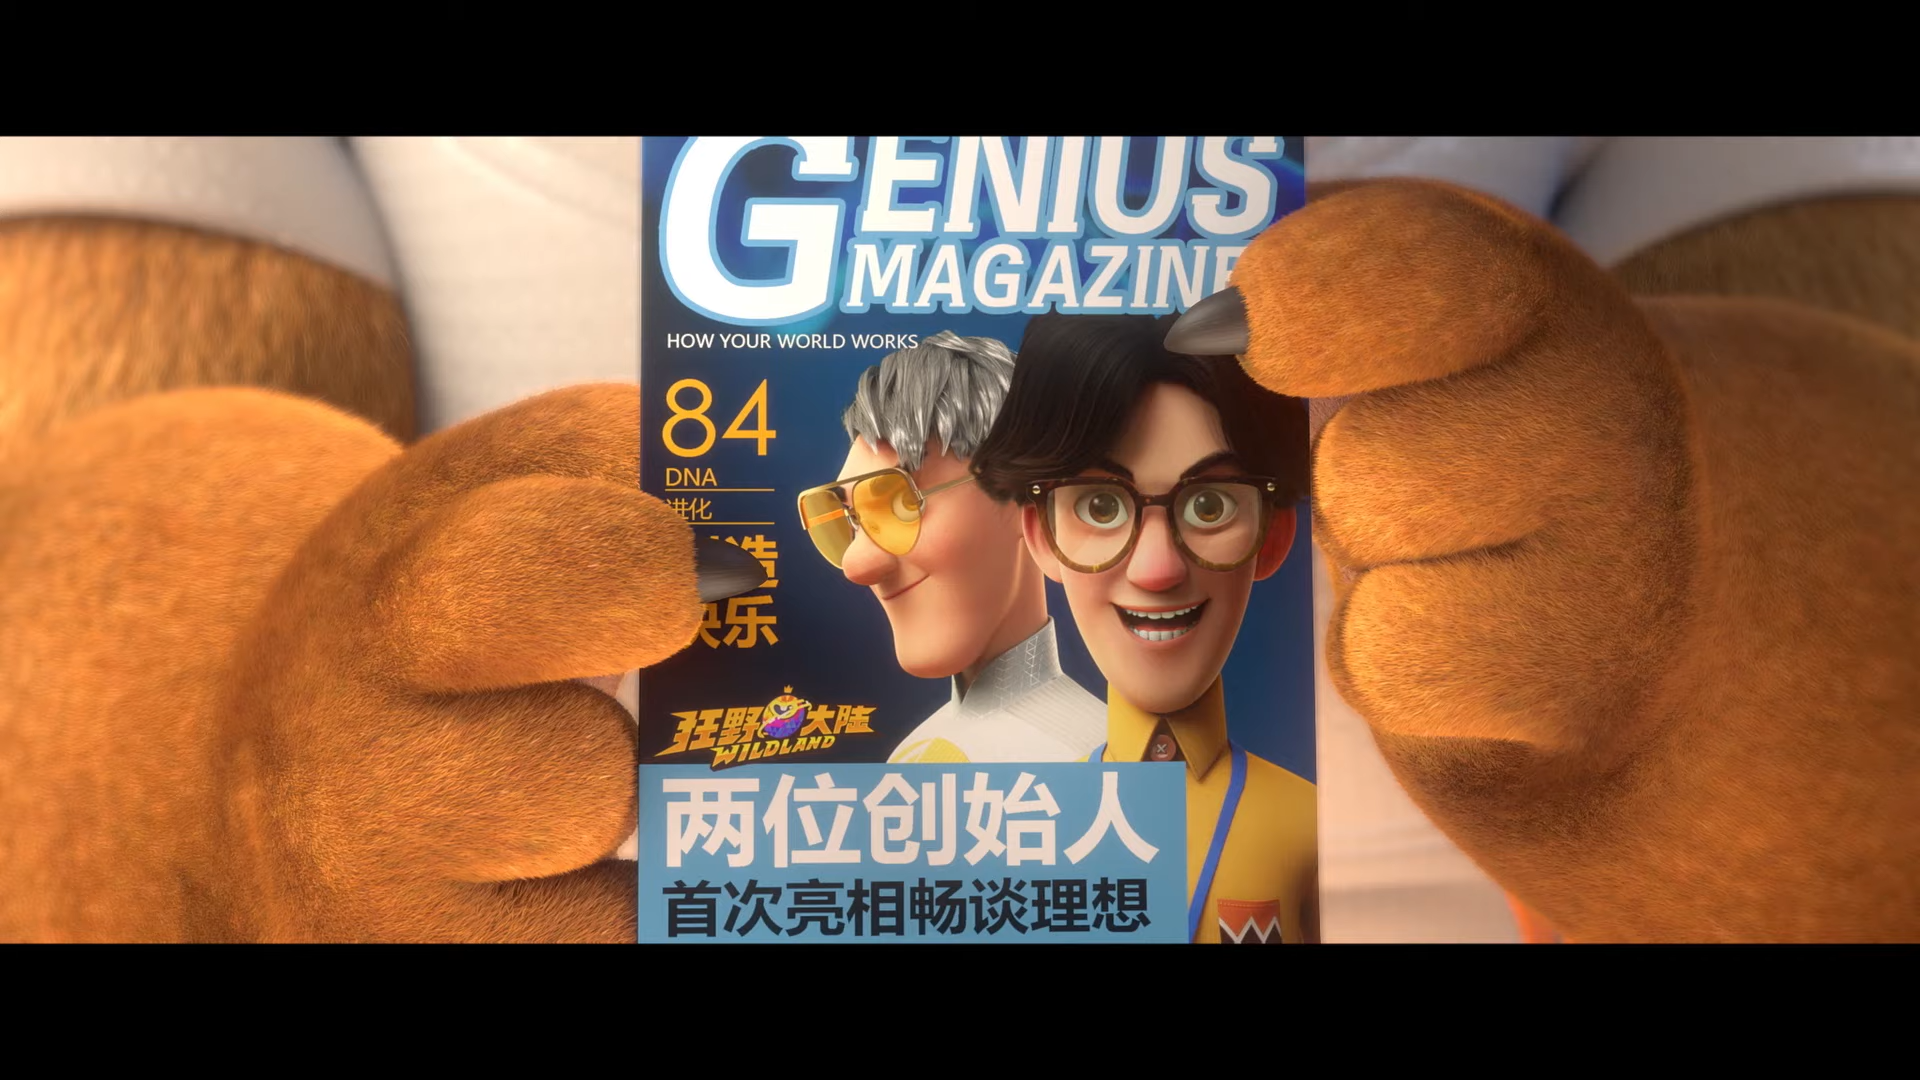 GENIUS
MAGAZINE
HOW YOUR WORLD WORKS
84
DNA
进化
造
快乐
狂野大陆
WILDLAND
两位创始人
首次亮相畅谈理想